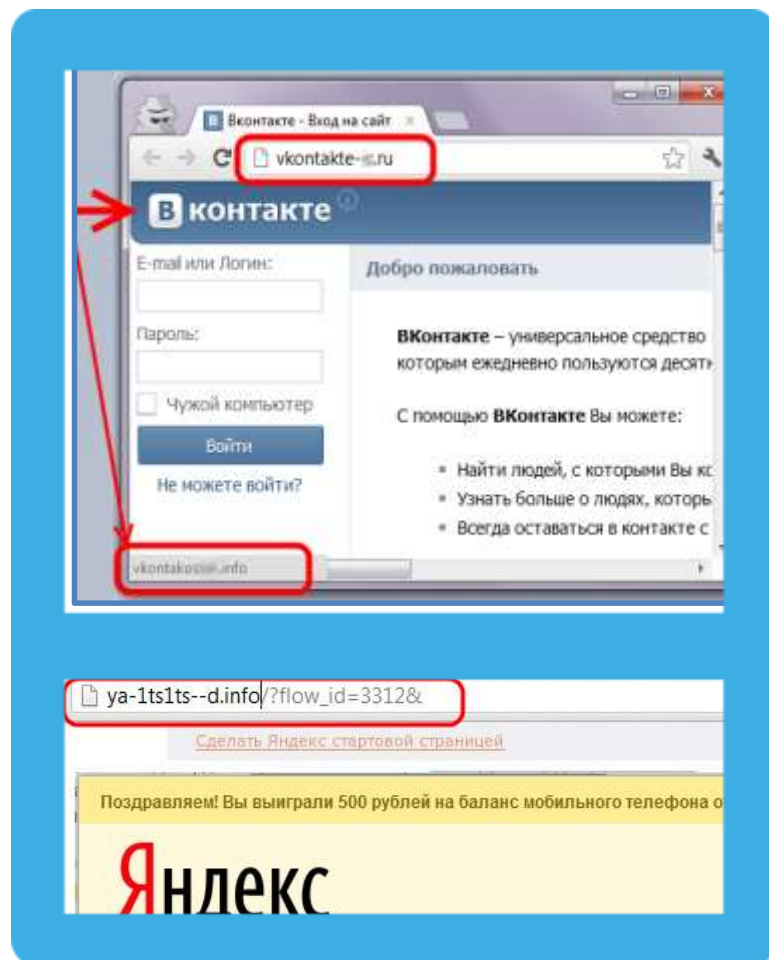 Вконтакте - Вход на сайт
vkontakte-.ru
В контакте
E-mail или Логин:
Пароль:
Чужой компьютер
Войти
Не можете войти?
Добро пожаловать
ВКонтакте – универсальное средство
которым ежедневно пользуются
С помощью ВКонтакте Вы можете:
Найти людей, с которыми Вы
Узнать больше о людях,
Всегда оставаться в контакте с
.info
ya-1ts1ts--d.info/?flow_id=3312&
Сделать Яндекс стартовой страницей
Поздравляем! Вы выиграли 500 рублей на баланс мобильного телефона
Яндекс